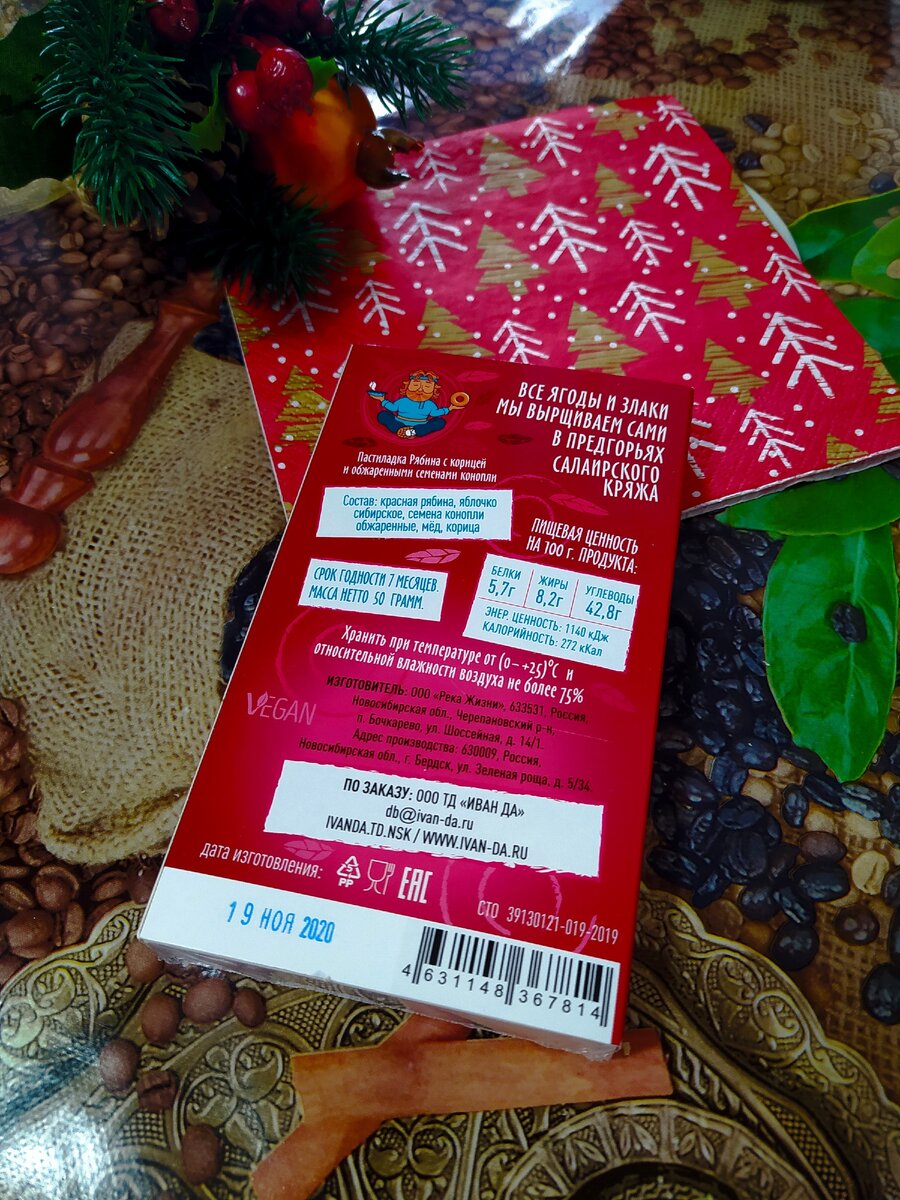 ВСЕ ЯГОДЫ И ЗЛАКИ
МЫ ВЫРЩИВАЕМ САМИ
В ПРЕДГОРЬЯХ
САЛАИРСКОГО
КРЯЖА
Пастиладка Рябина с корицей
и обжаренными семенами конопли
Состав: красная рябина, яблочко
сибирское, семена конопли
обжаренные, мёд, корица
ПИЩЕВАЯ ЦЕННОСТЬ
НА 100 Г. ПРОДУКТА:
БЕЛКИ ЖИРЫ УГЛЕВОДЫ
5,7г 8,2г 42,8г
ЭНЕР. ЦЕННОСТЬ: 1140 кДж
КАЛОРИЙНОСТЬ: 272 кКал
СРОК ГОДНОСТИ 7 МЕСЯЦЕВ.
МАССА НЕТТО 50 ГРАММ.
Хранить при температуре от (0 – +25)°С и
относительной влажности воздуха не более 75%
ИЗГОТОВИТЕЛЬ: ООО «Река Жизни», 633531, Россия,
Новосибирская обл., Черепановский р-н,
п. Бочкарево, ул. Шоссейная, д. 14/1.
Адрес производства: 630009, Россия,
Новосибирская обл., г. Бердск, ул. Зеленая роща, д. 5/34.
VEGAN
ПО ЗАКАЗУ: ООО ТД «ИВАН ДА»
db@ivan-da.ru
IVANDA.TD.NSK / WWW.IVAN-DA.RU
дата изготовления:
5
PP
EAC
СТО 39130121-019-2019
19 НОЯ 2020
4 631148 367814